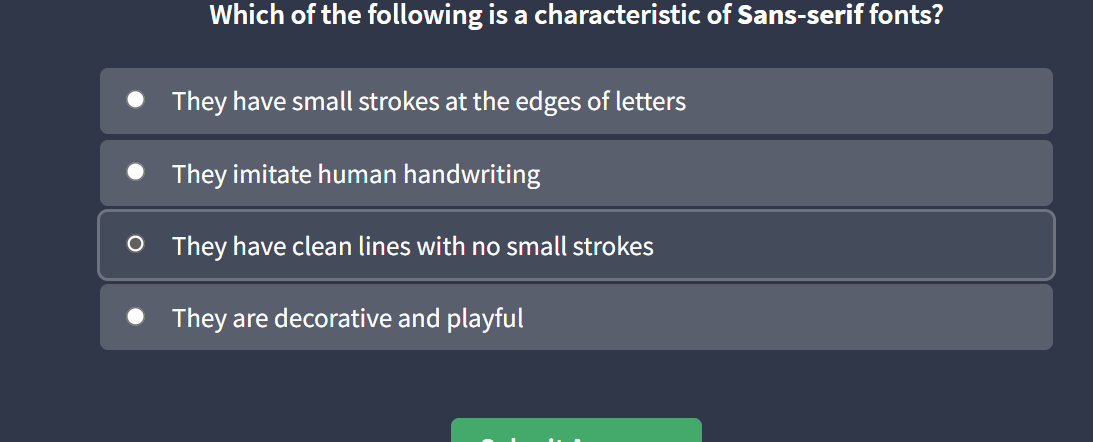 Which of the following is a characteristic of Sans-serif fonts?
They have small strokes at the edges of letters
They imitate human handwriting
They have clean lines with no small strokes
They are decorative and playful